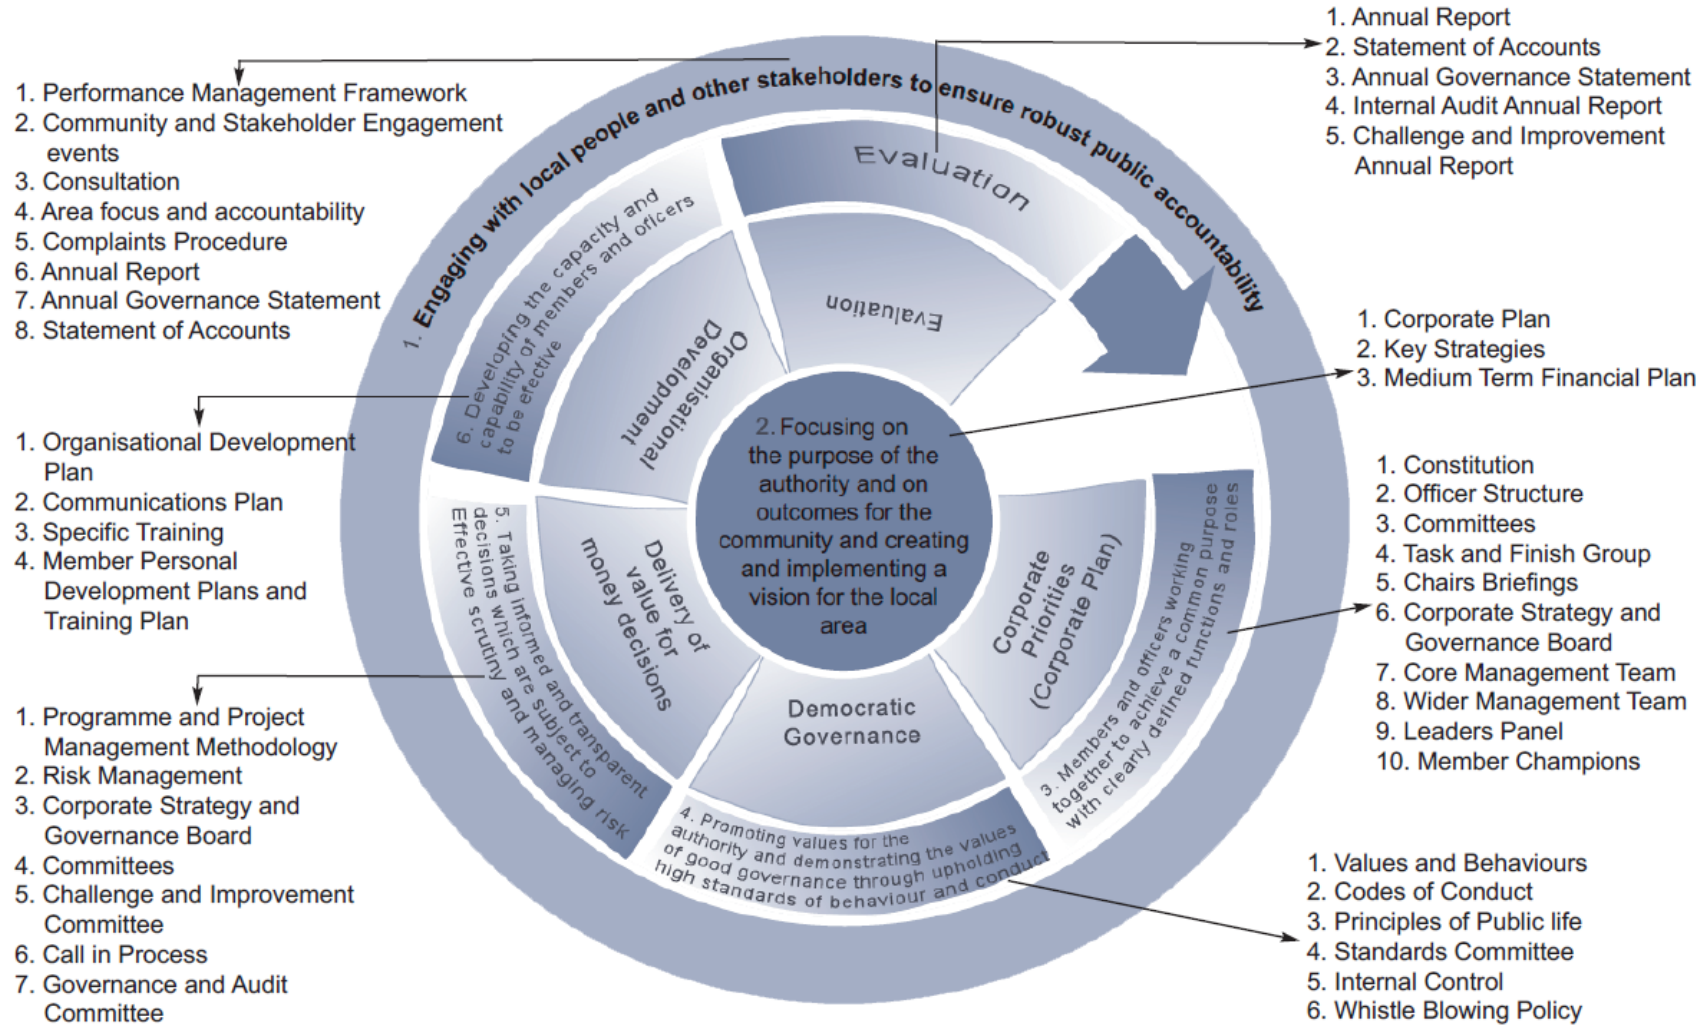 1. Performance Management Framework
2. Community and Stakeholder Engagement
events
3. Consultation
4. Area focus and accountability
5. Complaints Procedure
6. Annual Report
7. Annual Governance Statement
8. Statement of Accounts
1. Organisational Development
Plan
2. Communications Plan
3. Specific Training
4. Member Personal
Development Plans and
Training Plan
1. Programme and Project
Management Methodology
2. Risk Management
3. Corporate Strategy and
Governance Board
4. Committees
5. Challenge and Improvement
Committee
6. Call in Process
7. Governance and Audit
Committee
1. Engaging with local people and other stakeholders to ensure robust public accountability
Evaluation
Evaluation
6. Developing the capacity and
capability of members and oficers
to be efective
Organisational
Development
2. Focusing on
the purpose of the
authority and on
outcomes for the
community and creating
and implementing a
vision for the local
area
5. Taking informed and transparent
decisions which are subject to
Effective scrutiny and managing risk
Delivery of
value for
money decisions
Democratic
Governance
4. Promoting values for the
authority and demonstrating the values
of good governance through upholding
high standards of behaviour and conduct
Corporate
Priorities
(Corporate Plan)
3. Members and officers working
together to achieve a common purpose
with clearly defined functions and roles
1. Annual Report
2. Statement of Accounts
3. Annual Governance Statement
4. Internal Audit Annual Report
5. Challenge and Improvement
Annual Report
1. Corporate Plan
2. Key Strategies
3. Medium Term Financial Plan
1. Constitution
2. Officer Structure
3. Committees
4. Task and Finish Group
5. Chairs Briefings
6. Corporate Strategy and
Governance Board
7. Core Management Team
8. Wider Management Team
9. Leaders Panel
10. Member Champions
1. Values and Behaviours
2. Codes of Conduct
3. Principles of Public life
4. Standards Committee
5. Internal Control
6. Whistle Blowing Policy